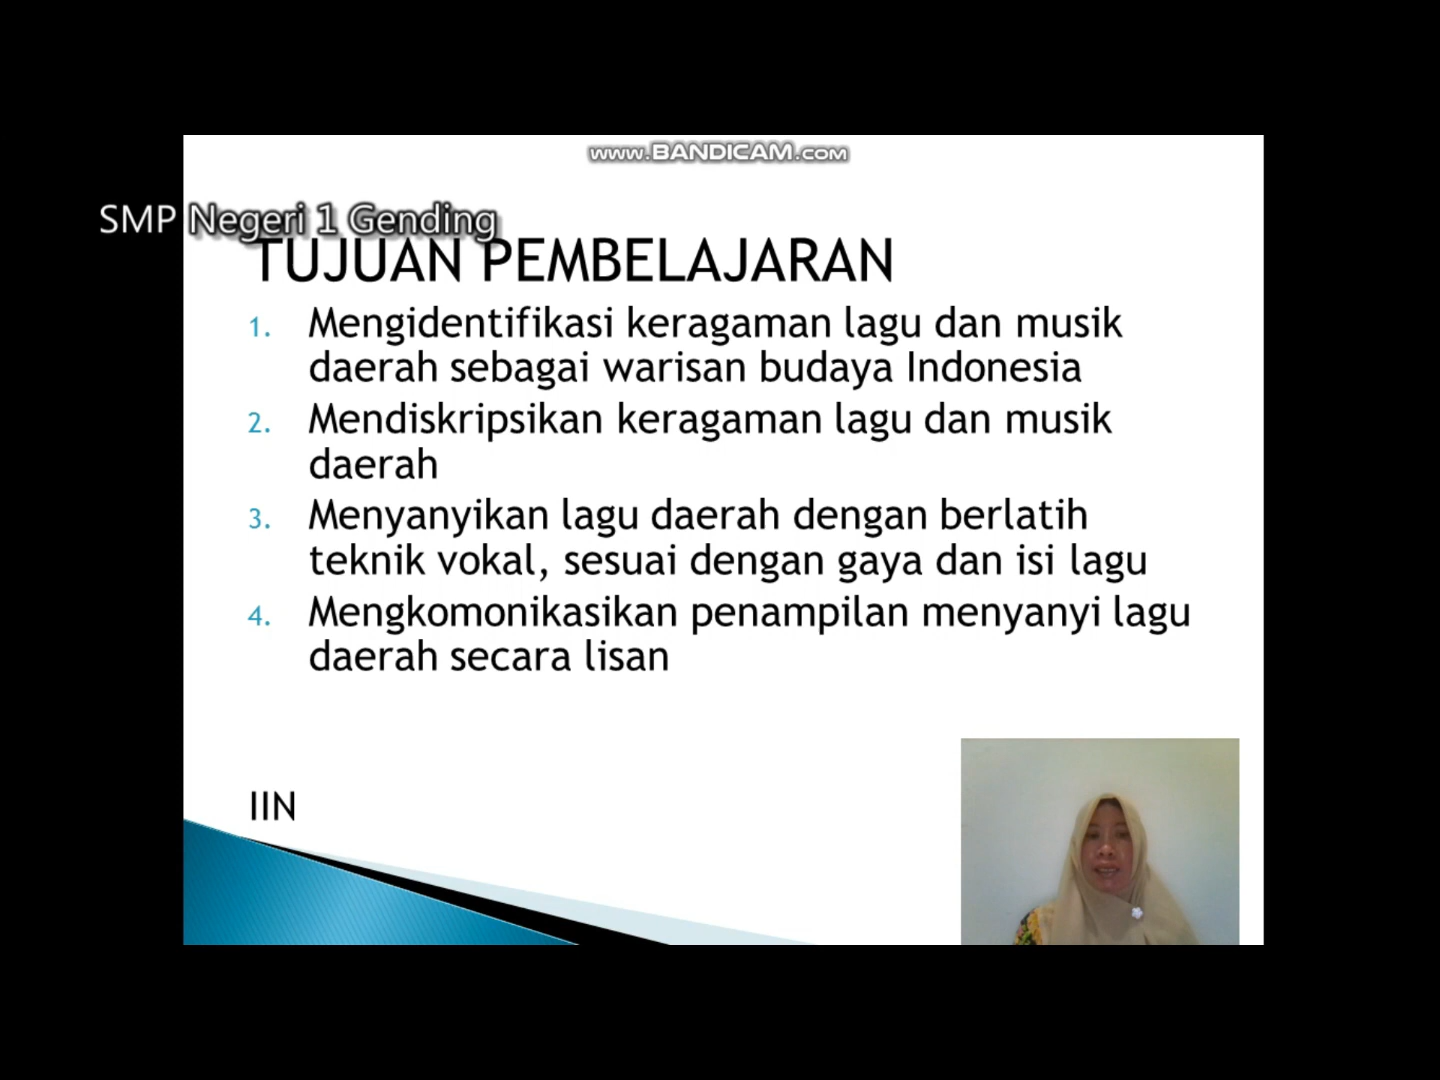 www.BANDICAM.com
SMP Negeri 1 Gending
TUJUAN PEMBELAJARAN
1. Mengidentifikasi keragaman lagu dan musik
daerah sebagai warisan budaya Indonesia
2. Mendiskripsikan keragaman lagu dan musik
daerah
3. Menyanyikan lagu daerah dengan berlatih
teknik vokal, sesuai dengan gaya dan isi lagu
4. Mengkomonikasikan penampilan menyanyi lagu
daerah secara lisan
IIN